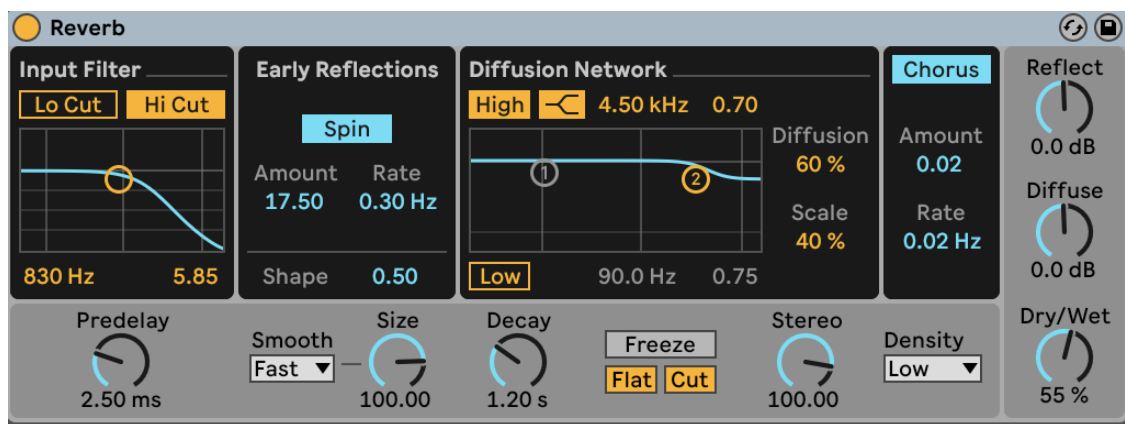 Reverb
Input Filter
Lo Cut Hi Cut
830 Hz 5.85
Early Reflections
Spin
Amount Rate
17.50 0.30 Hz
Shape 0.50
Diffusion Network
High 4.50 kHz 0.70
1
2
Diffusion
60 %
Scale
40 %
Low 90.0 Hz 0.75
Chorus
Amount
0.02
Rate
0.02 Hz
Reflect
0.0 dB
Diffuse
0.0 dB
Dry/Wet
55 %
Predelay
2.50 ms
Smooth
Fast
Size
100.00
Decay
1.20 s
Freeze
Flat Cut
Stereo
100.00
Density
Low